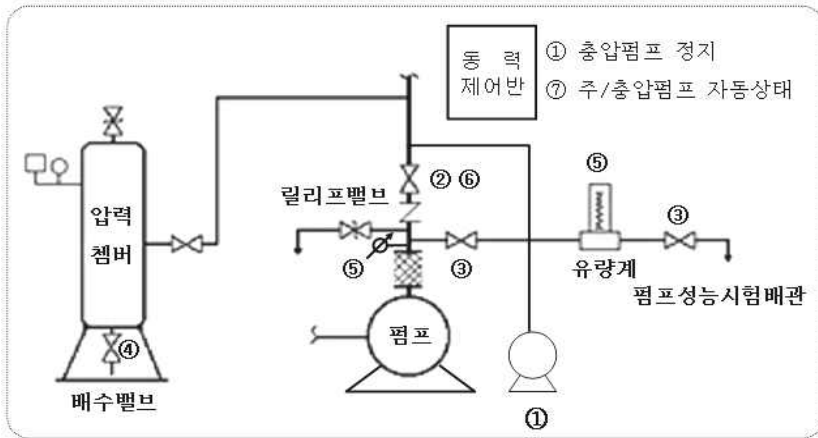 동 력
제어반
① 충압펌프 정지
⑦ 주/충압펌프 자동상태
⑤
릴리프밸브
② ⑥
③
압력
쳄버
⑤
③
유량계
펌프성능시험배관
펌프
④
배수밸브
①